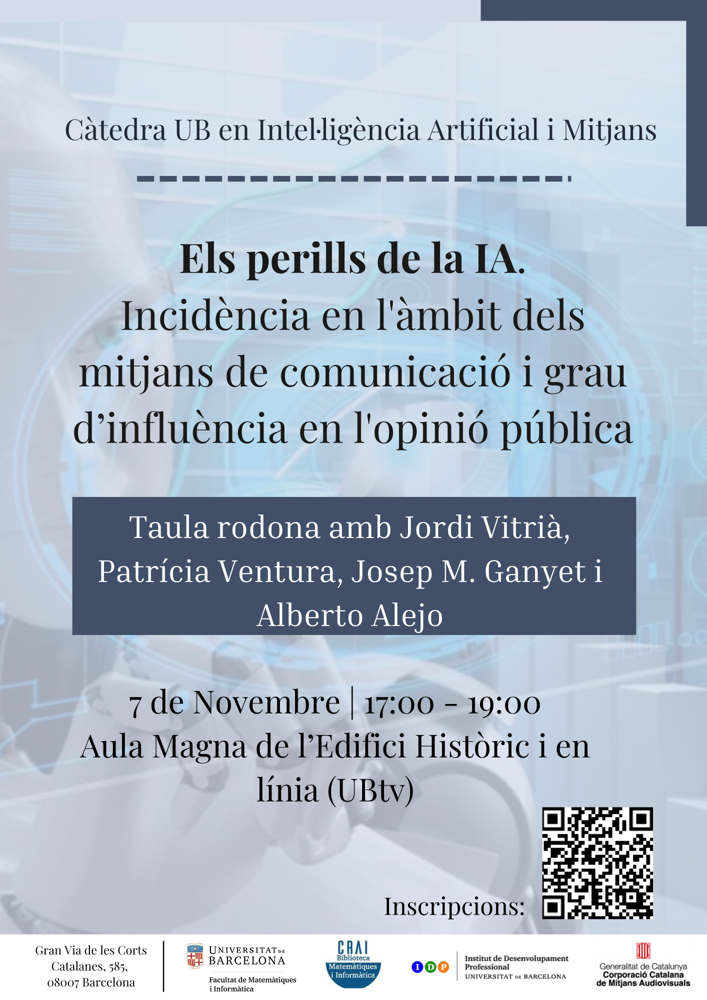 Càtedra UB en Intel·ligència Artificial i Mitjans
Els perills de la IA.
Incidència en l'àmbit dels
mitjans de comunicació i grau
d’influència en l'opinió pública
Taula rodona amb Jordi Vitrià,
Patrícia Ventura, Josep M. Ganyet i
Alberto Alejo
7 de Novembre | 17:00 - 19:00
Aula Magna de l’Edifici Històric i en
línia (UBtv)
Inscripcions:
Gran Via de les Corts
Catalanes, 585,
08007 Barcelona
UNIVERSITAT DE
BARCELONA
Facultat de Matemàtiques
i Informàtica
CRAI
Biblioteca
Matemàtiques
i Informàtica
IDP
Institut de Desenvolupament
Professional
UNIVERSITAT DE BARCELONA
Generalitat de Catalunya
Corporació Catalana
de Mitjans Audiovisuals